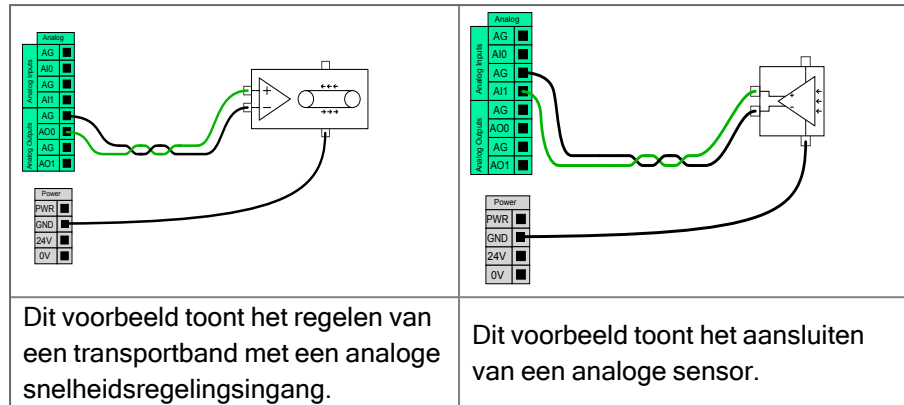 Analog
AG
AI0
AG
AI1
AG
AO0
AG
AO1
Analog Inputs
Analog Outputs
+
−
Power
PWR
GND
24V
0V
Dit voorbeeld toont het regelen van
een transportband met een analoge
snelheidsregelingsingang.
Analog
AG
AI0
AG
AI1
AG
AO0
AG
AO1
Analog Inputs
Analog Outputs
+
−
Power
PWR
GND
24V
0V
Dit voorbeeld toont het aansluiten
van een analoge sensor.